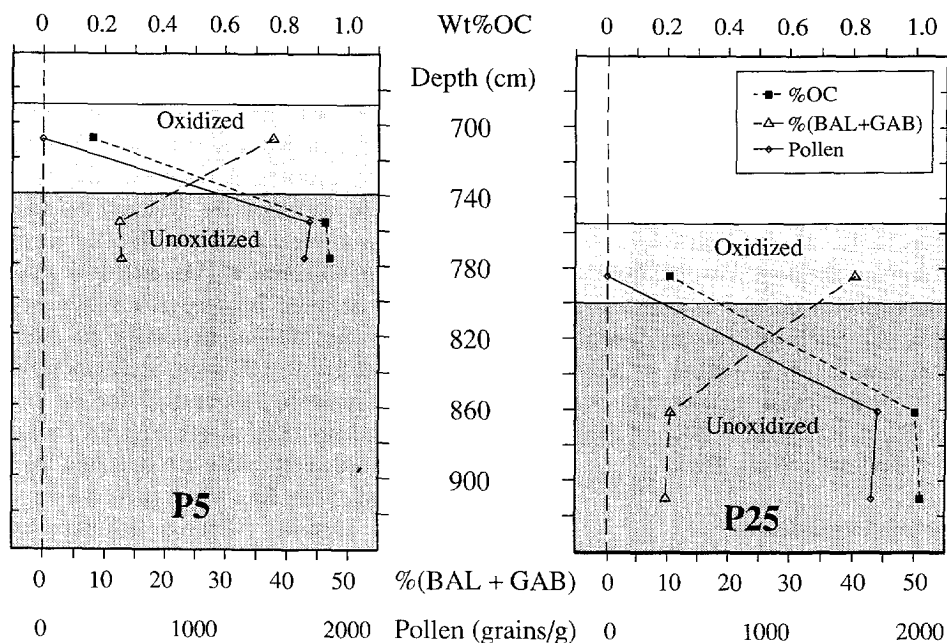 0 0.2 0.4 0.6 0.8 1.0 Wt%OC 0 0.2 0.4 0.6 0.8 1.0
Depth (cm)
%OC
%(BAL+GAB)
Pollen
Oxidized
700
740
Unoxidized
Oxidized
780
820
860
Unoxidized
900
P5
P25
0 10 20 30 40 50 %(BAL + GAB) 0 10 20 30 40 50
0 1000 2000 Pollen (grains/g) 0 1000 2000